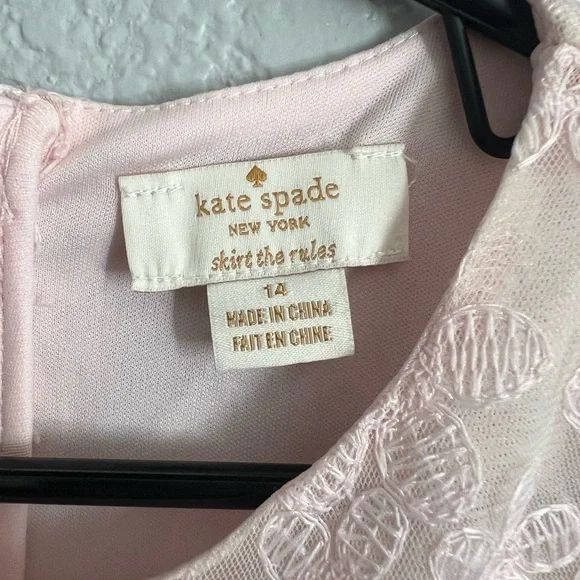 kate spade
NEW YORK
skirt the rules
14
MADE IN CHINA
FAIT EN CHINE